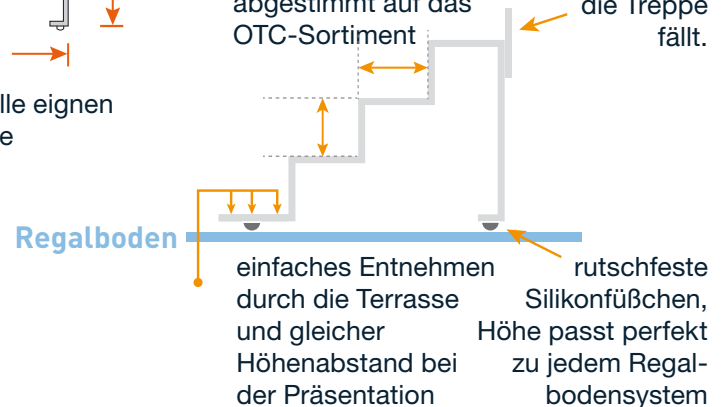 abgestimmt auf das
OTC-Sortiment
die Treppe
fällt.
lle eignen
e
Regalboden
einfaches Entnehmen
durch die Terrasse
und gleicher
Höhenabstand bei
der Präsentation
rutschfeste
Silikonfüßchen,
Höhe passt perfekt
zu jedem Regal-
bodensystem